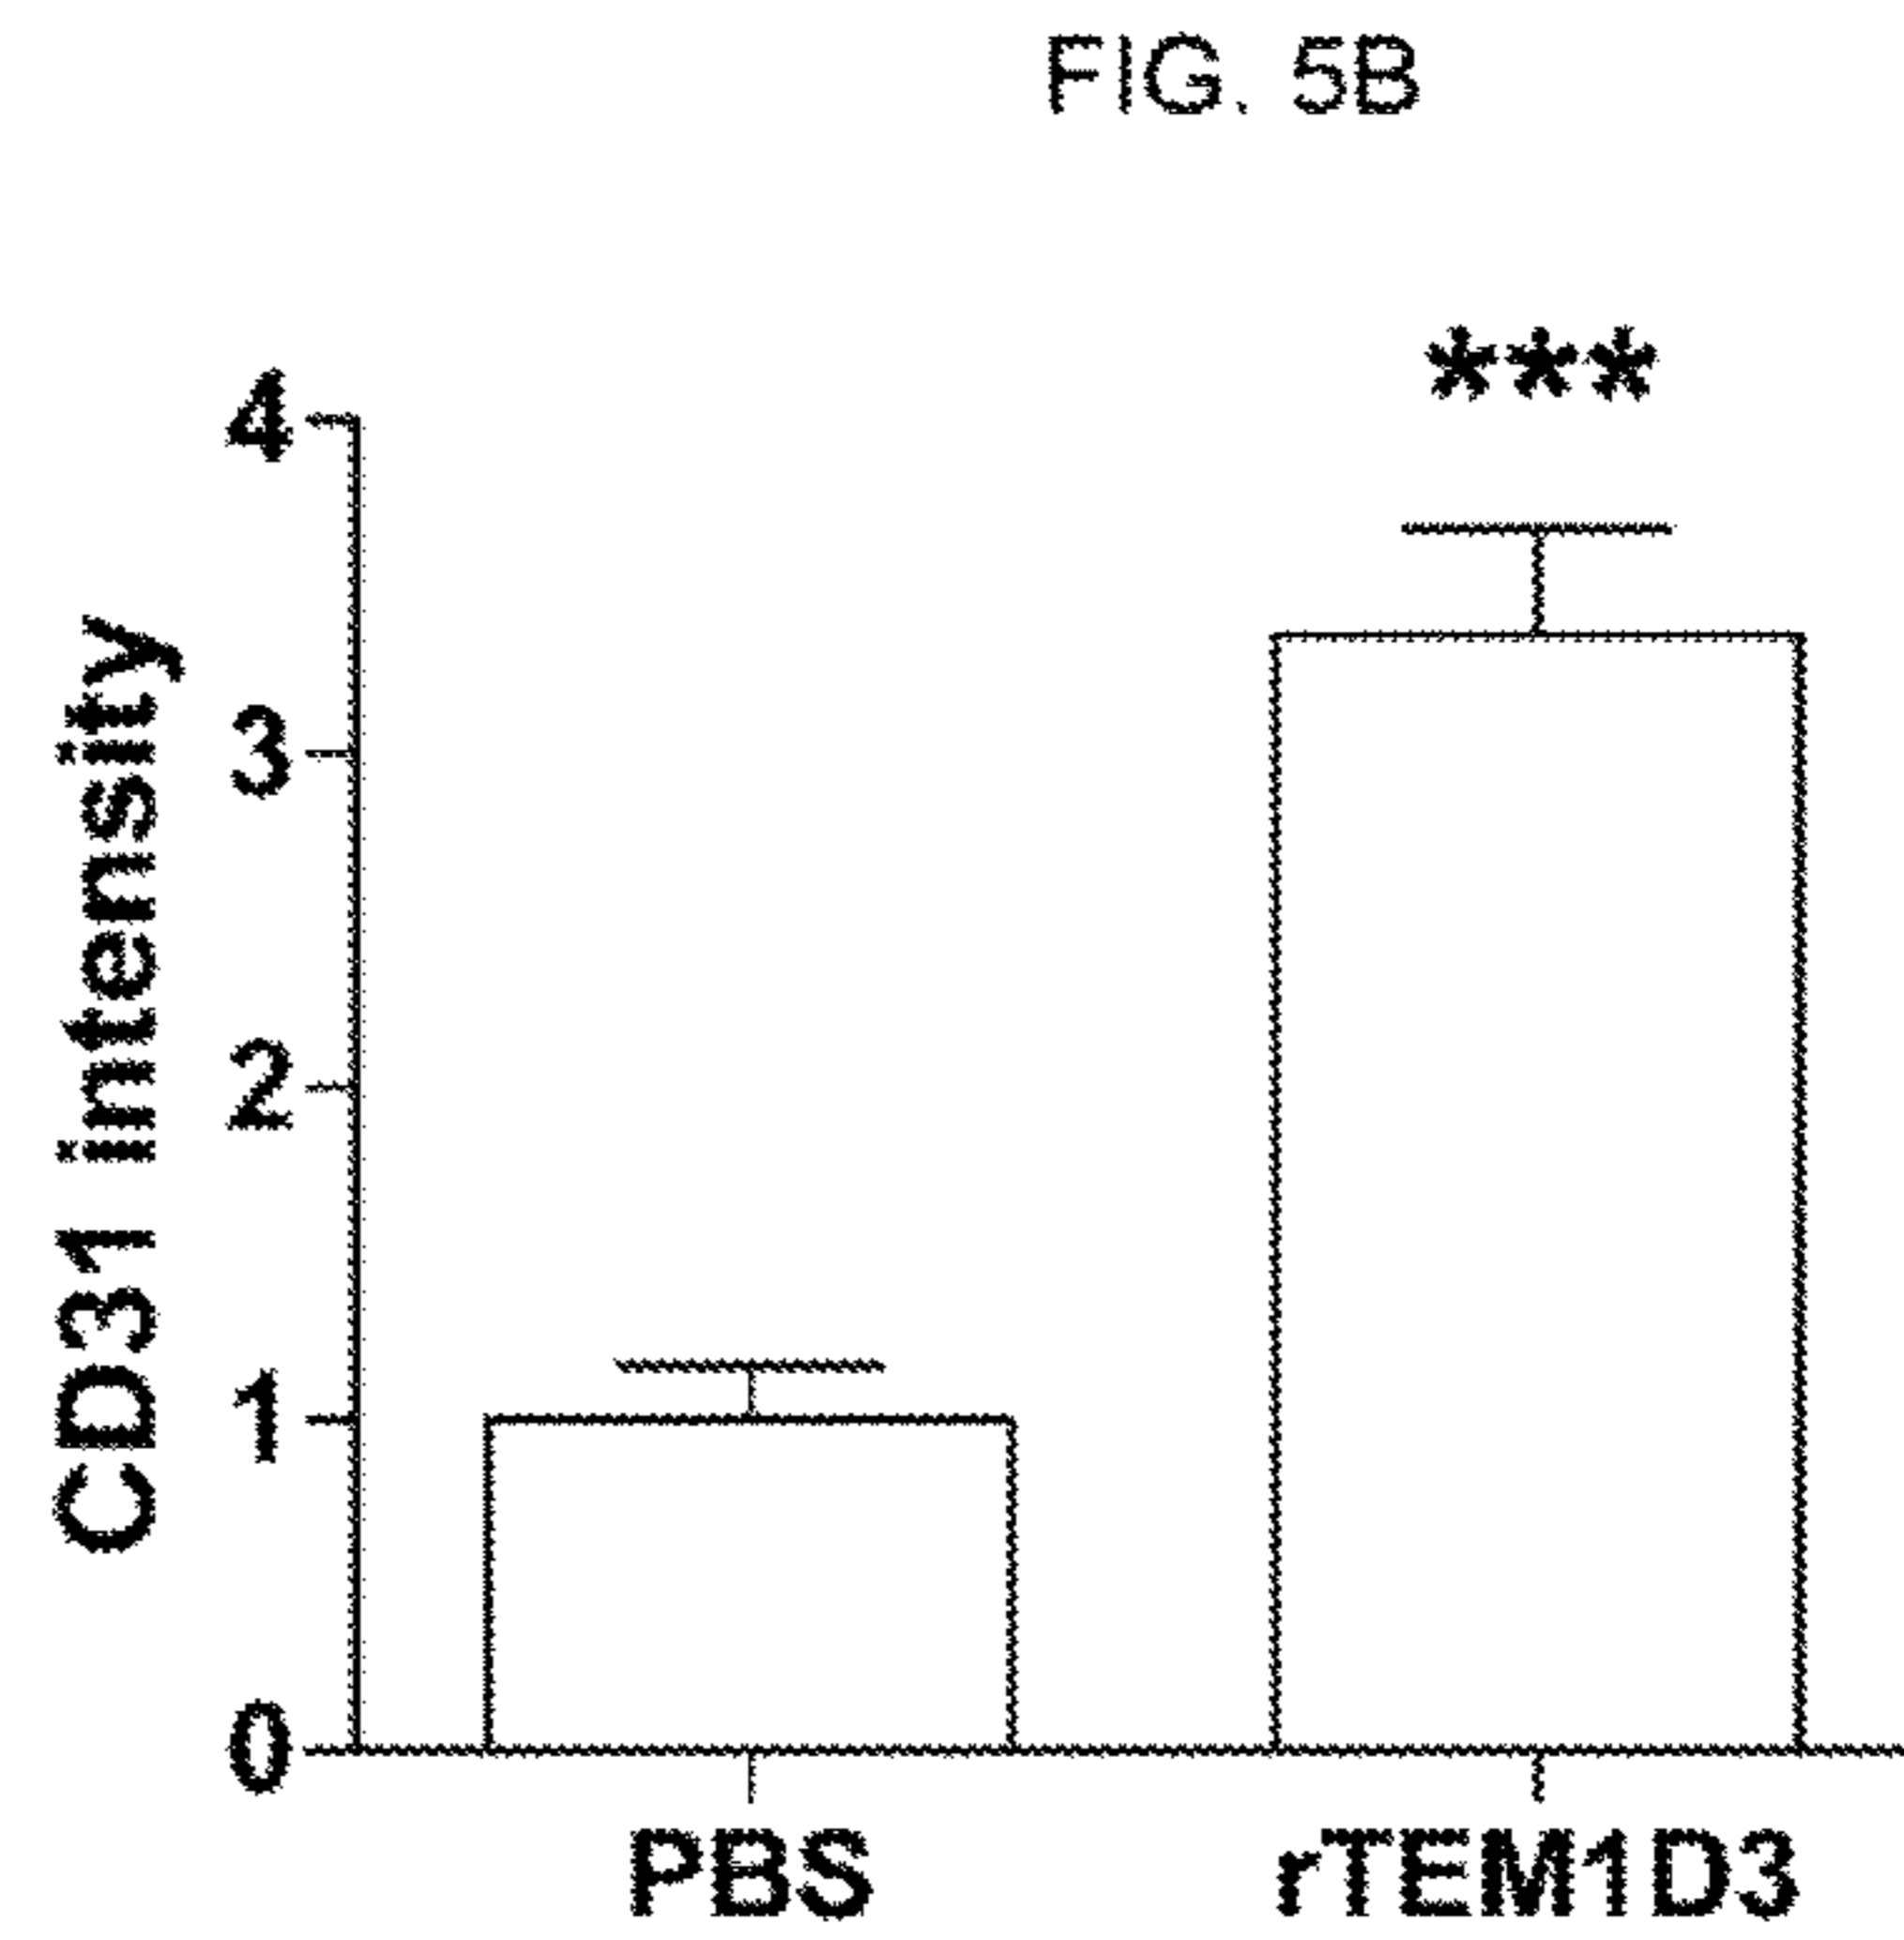 FIG. 5B
***
CD31 intensity
4
3
2
1
0
PBS
rTEM1D3